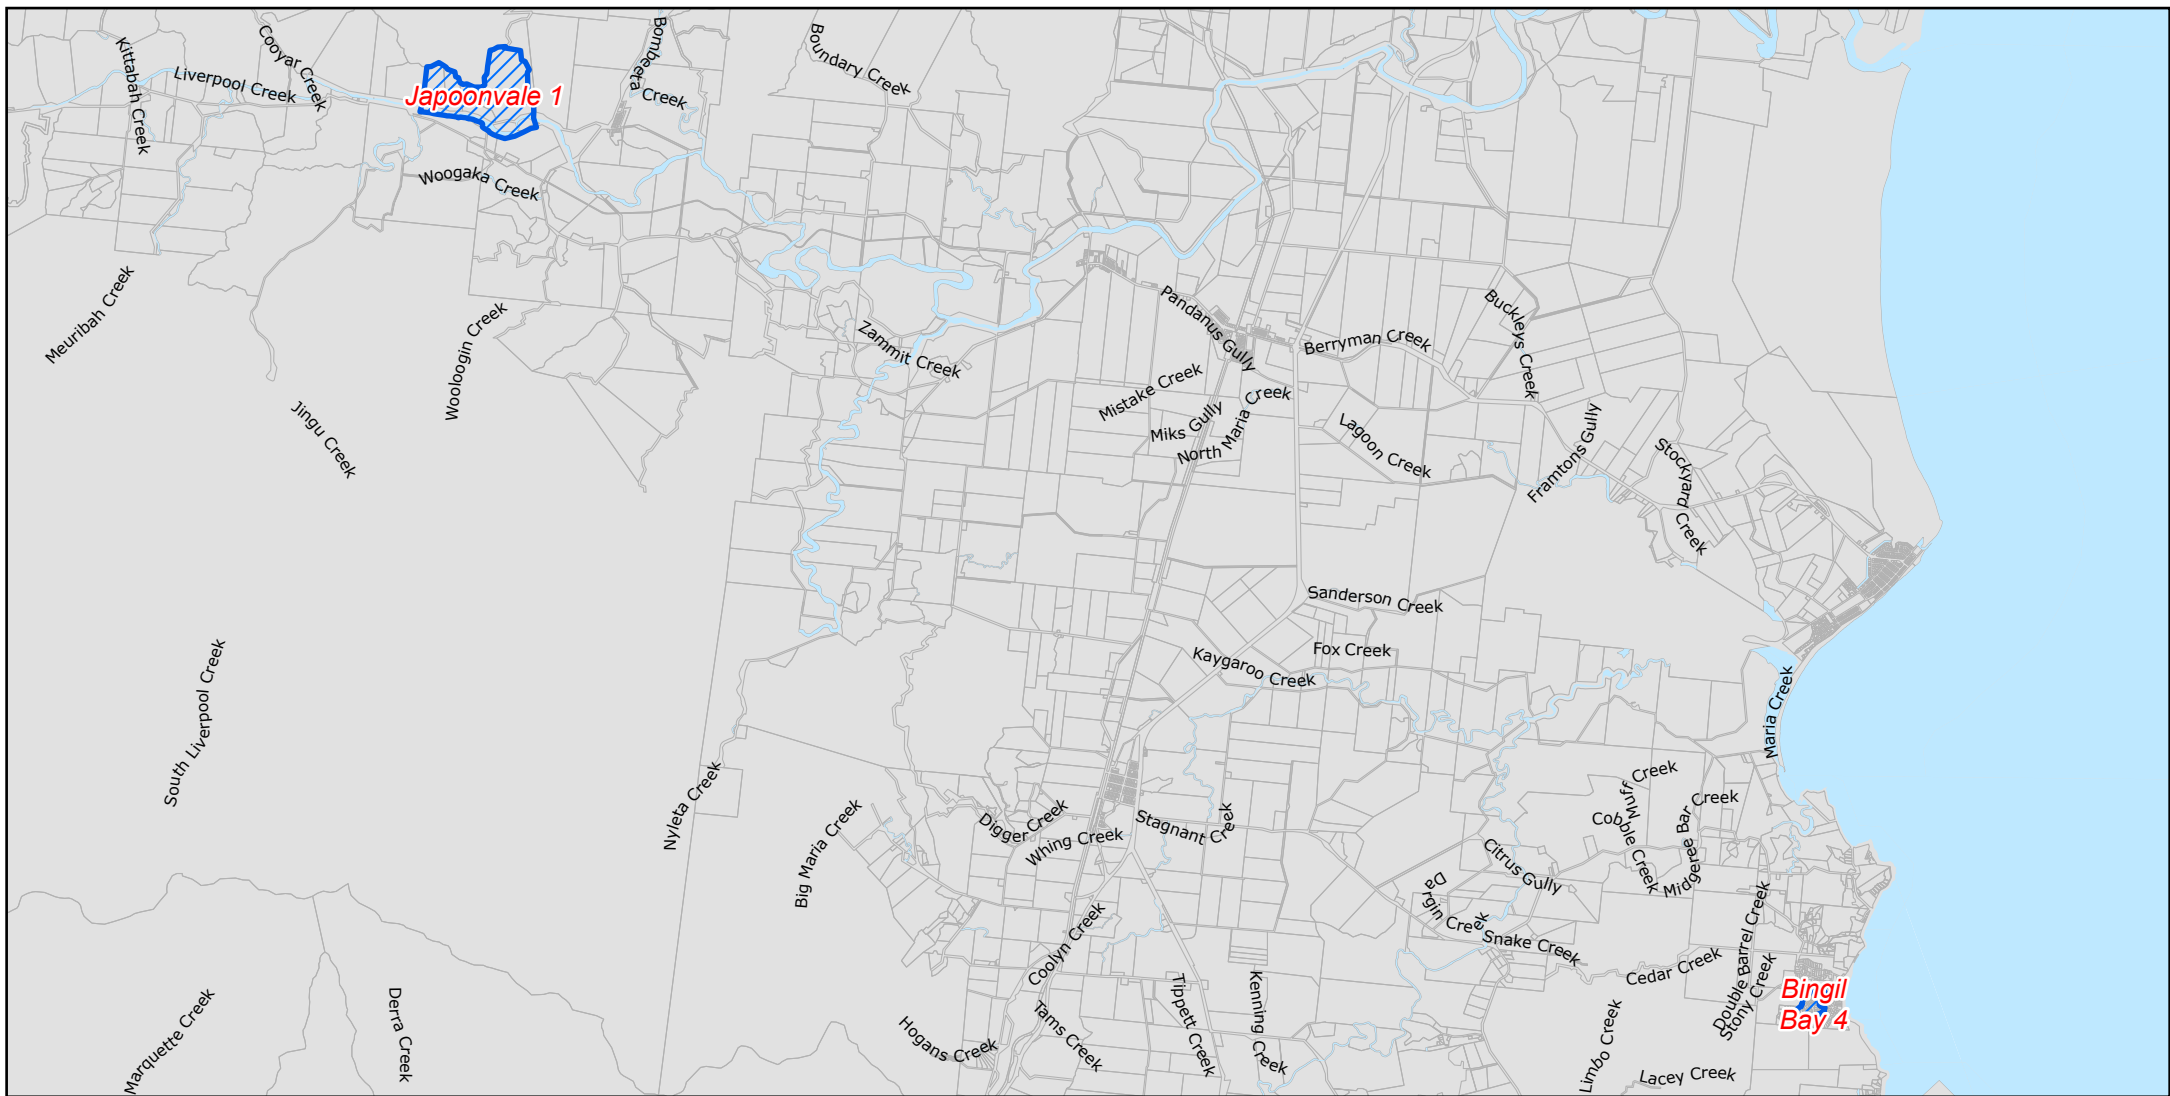 Kittabah Creek
Cooyar Creek
Liverpool Creek
Japoonvale 1
Bombeeta Creek
Boundary Creek
Woogaka Creek
Meuribah Creek
Wooloogin Creek
Jingu Creek
Zammit Creek
Pandanus Gully
Berryman Creek
Buckleys Creek
Mistake Creek
Miks Gully
North Maria Creek
Lagoon Creek
Framtons Gully
Stockyard Creek
Sanderson Creek
Fox Creek
Kaygaroo Creek
Maria Creek
South Liverpool Creek
Nyleta Creek
Big Maria Creek
Digger Creek
Whing Creek
Stagnant Creek
Muff Creek
Cobble Creek
Midgeree Bar Creek
Citrus Gully
Dargin Creek
Snake Creek
Cedar Creek
Double Barrel Creek
Stony Creek
Bingil
Bay 4
Coolyn Creek
Tippett Creek
Kenning Creek
Tams Creek
Hogans Creek
Limbo Creek
Lacey Creek
Marquette Creek
Derra Creek